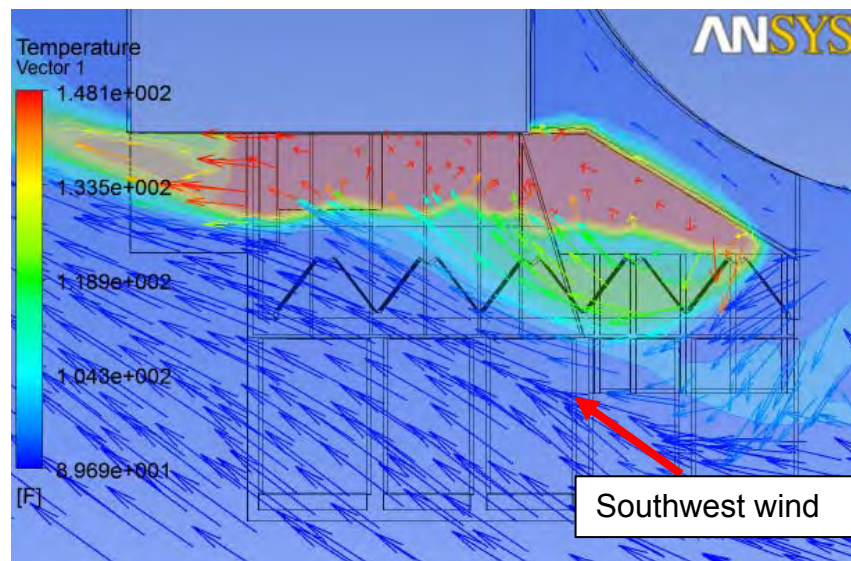 ANSYS
Temperature
Vector 1
1.481e+002
1.335e+002
1.189e+002
1.043e+002
8.969e+001
[F]
Southwest wind